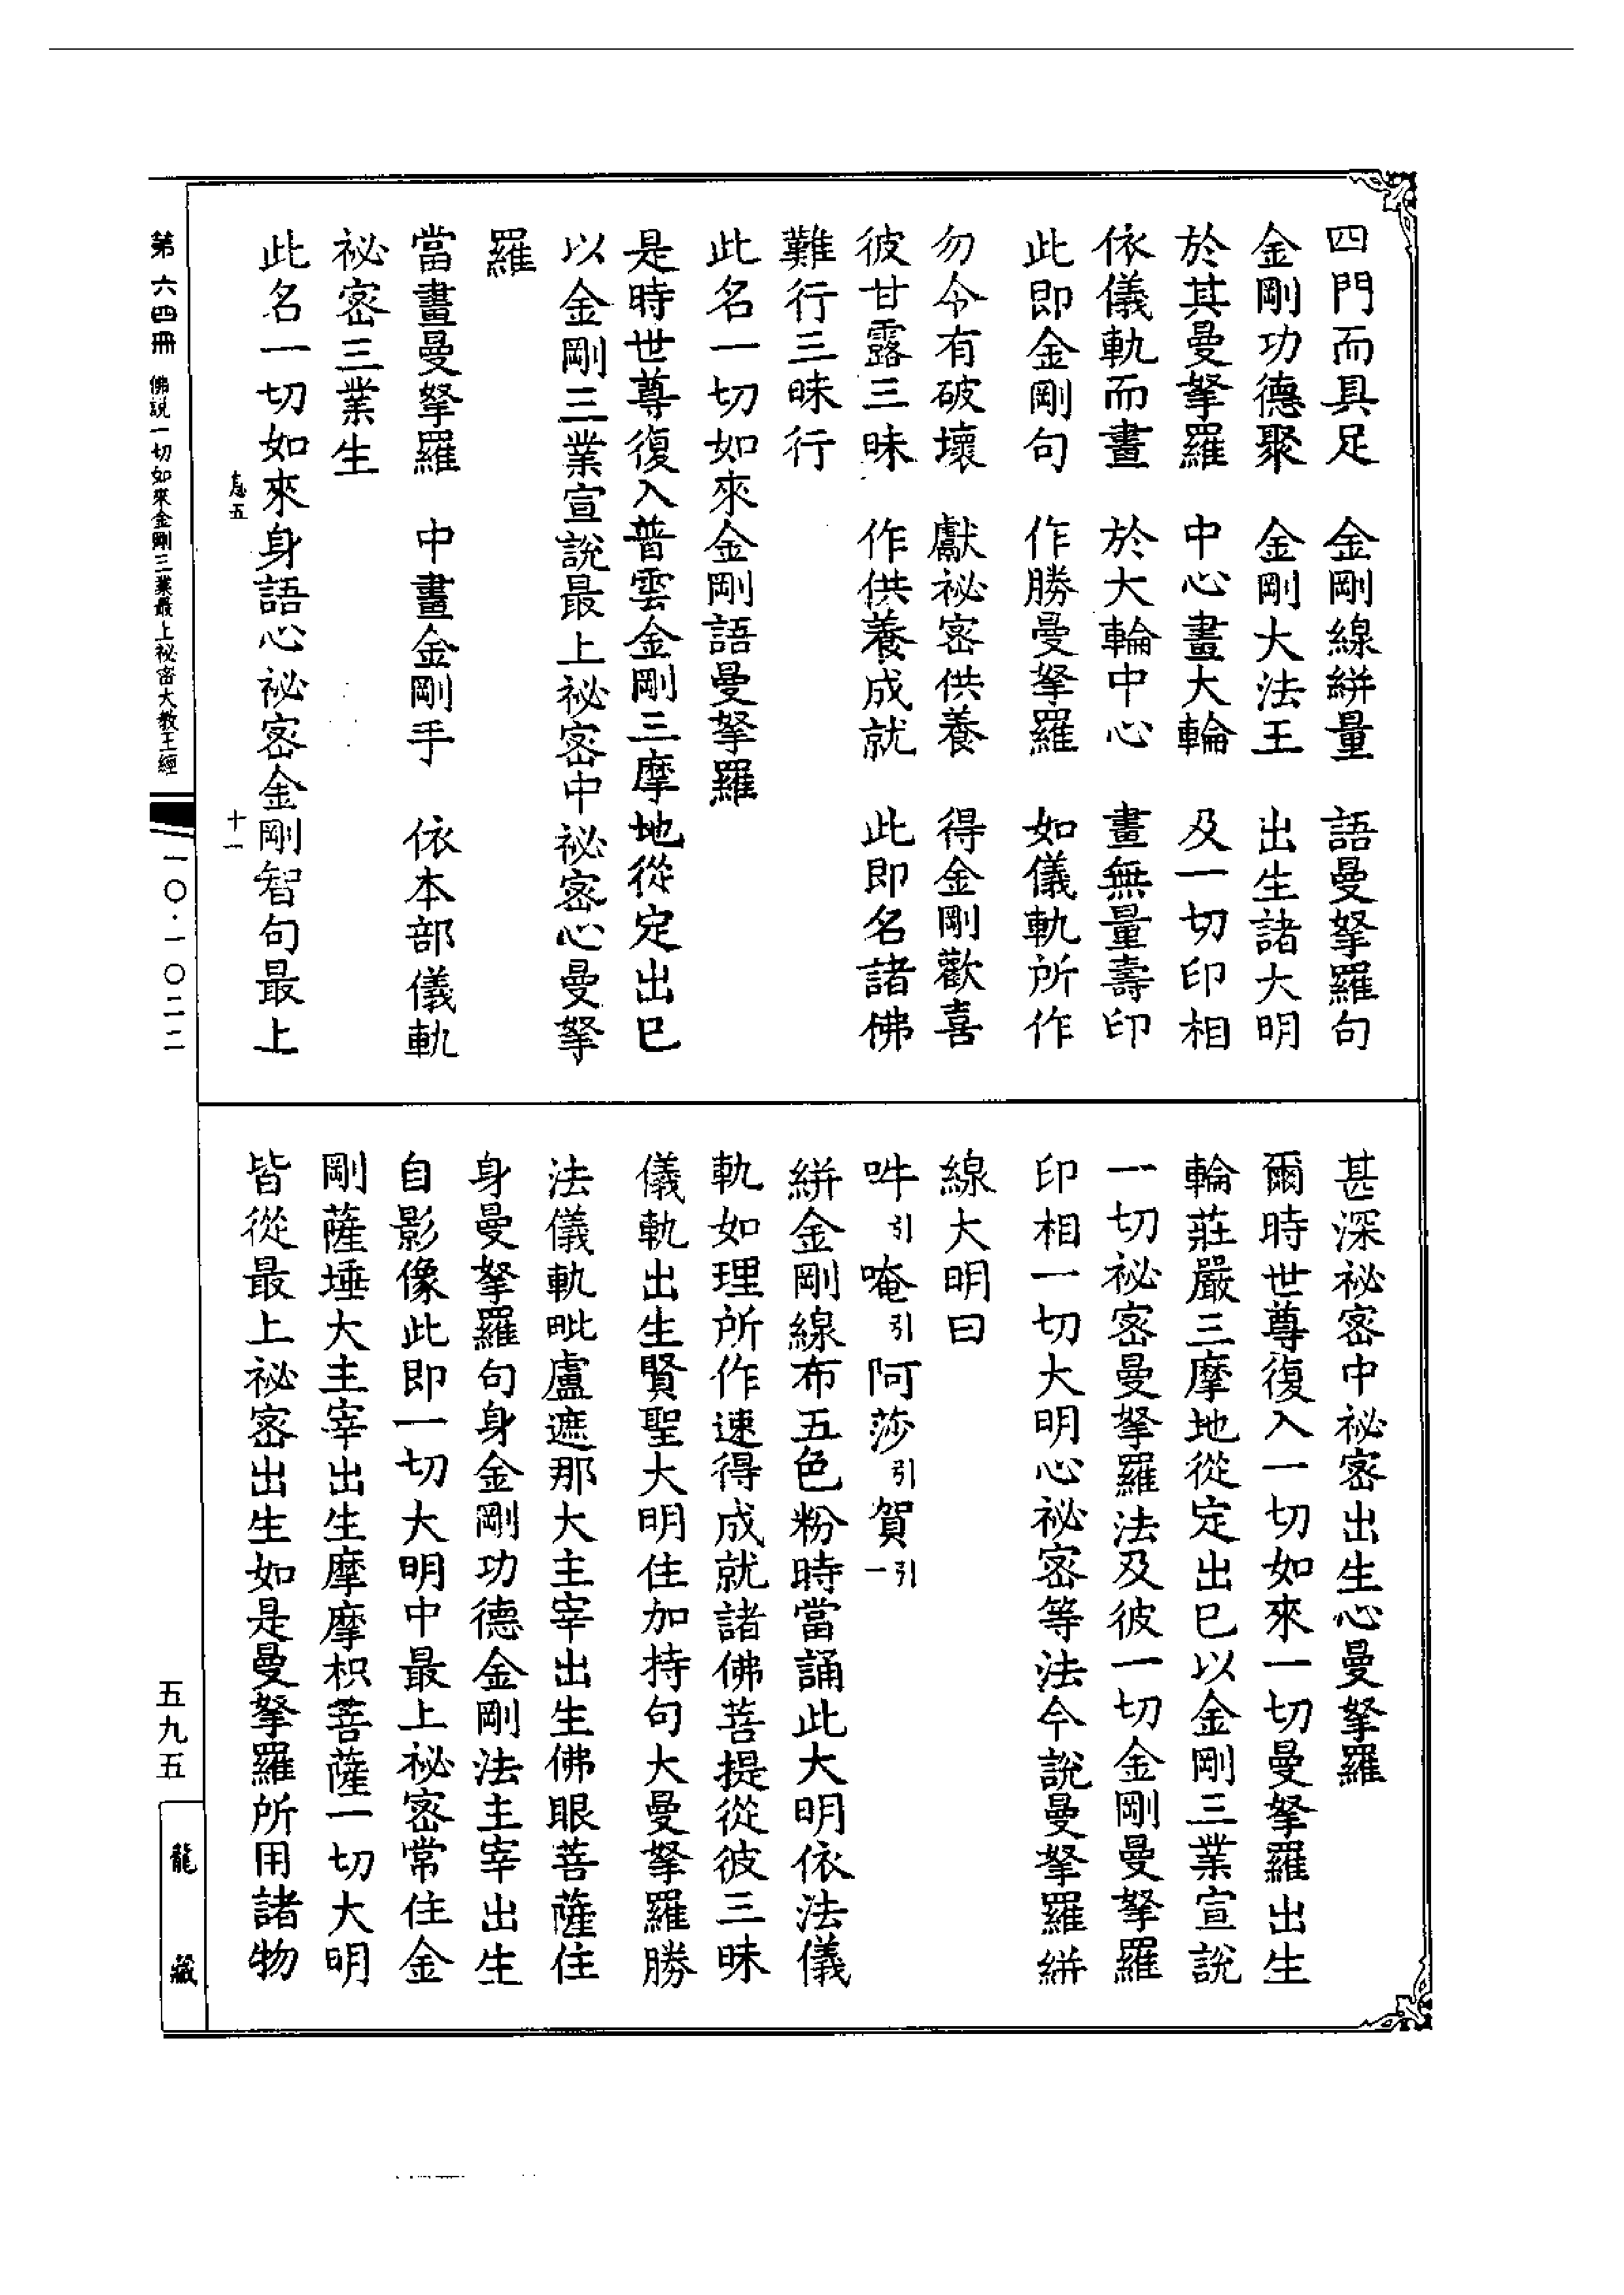 四門而具足　金剛線絣量　語曼拏羅句
金剛功德聚　金剛大法王　出生諸大明
於其曼拏羅　中心畫大輪　及一切印相
依儀軌而畫　於大輪中心　畫無量壽印
此即金剛句　作勝曼拏羅　如儀軌所作
勿令有破壞　獻祕密供養　得金剛歡喜
彼甘露三昧　作供養成就　此即名諸佛
難行三昧行
此名一切如來金剛語曼拏羅
是時世尊復入普雲金剛三摩地從定出已
以金剛三業宣說最上祕密中祕密心曼拏
羅
當畫曼拏羅　中畫金剛手　依本部儀軌
祕密三業生
此名一切如來身語心祕密金剛智句最上
五　十一
第六四冊　佛說一切如來金剛三業最上祕密大教王經　一〇·一〇二二
甚深祕密中祕密出生心曼拏羅
爾時世尊復入一切如來一切曼拏羅出生
輪莊嚴三摩地從定出已以金剛三業宣說
一切祕密曼拏羅法及彼一切金剛曼拏羅
印相一切大明心祕密等法今說曼拏羅絣
線大明曰
吽引唵引阿莎引賀引一
絣金剛線布五色粉時當誦此大明依法儀
軌如理所作速得成就諸佛菩提從彼三昧
儀軌出生賢聖大明住加持句大曼拏羅勝
法儀軌毗盧遮那大主宰出生佛眼菩薩住
身曼拏羅句身金剛功德金剛法主宰出生
自影像此即一切大明中最上祕密常住金
剛薩埵大主宰出生摩摩枳菩薩一切大明
皆從最上祕密出生如是曼拏羅所用諸物
五九五
龍藏